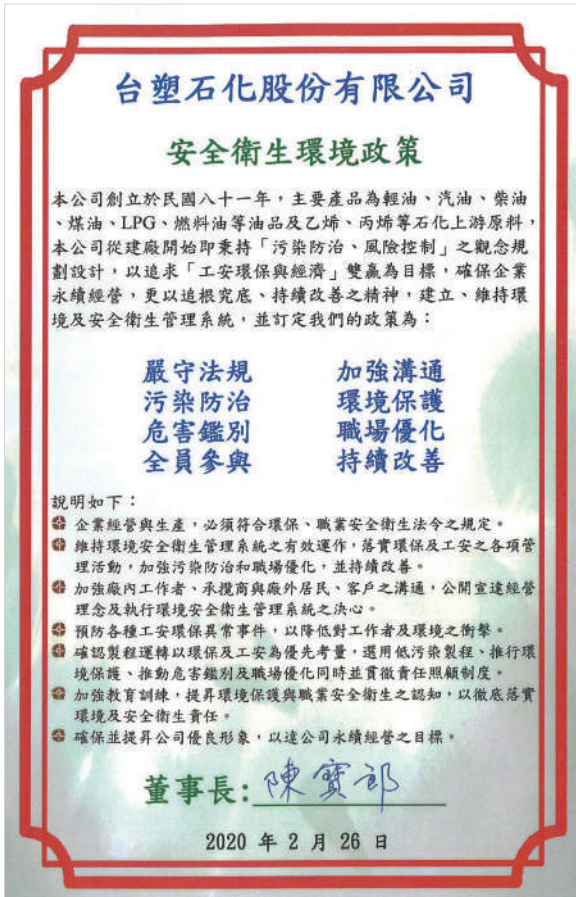 台塑石化股份有限公司
安全衛生環境政策
本公司創立於民國八十一年，主要產品為輕油、汽油、柴油
、煤油、LPG、燃料油等油品及乙烯、丙烯等石化上游原料，
本公司從建廠開始即秉持「污染防治、風險控制」之觀念規
劃設計，以追求「工安環保與經濟」雙贏為目標，確保企業
永續經營，更以追根究底、持續改善之精神，建立、維持環
境及安全衛生管理系統，並訂定我們的政策為：
嚴守法規 加強溝通
污染防治 環境保護
危害鑑別 職場優化
全員參與 持續改善
說明如下：
企業經營與生產，必須符合環保、職業安全衛生法令之規定。
維持環境安全衛生管理系統之有效運作，落實環保及工安之各項管
理活動，加強污染防治和職場優化，並持續改善。
加強廠內工作者、承攬商與廠外居民、客戶之溝通，公開宣達經營
理念及執行環境安全衛生管理系統之決心。
預防各種工安環保異常事件，以降低對工作者及環境之衝擊。
確認製程運轉以環保及工安為優先考量，選用低污染製程、推行環
境保護、推動危害鑑別及職場優化同時並貫徹責任照顧制度。
加強教育訓練，提昇環境保護與職業安全衛生之認知，以徹底落實
環境及安全衛生責任。
確保並提昇公司優良形象，以達公司永續經營之目標。
董事長：陳寶郎
2020 年 2 月 26 日